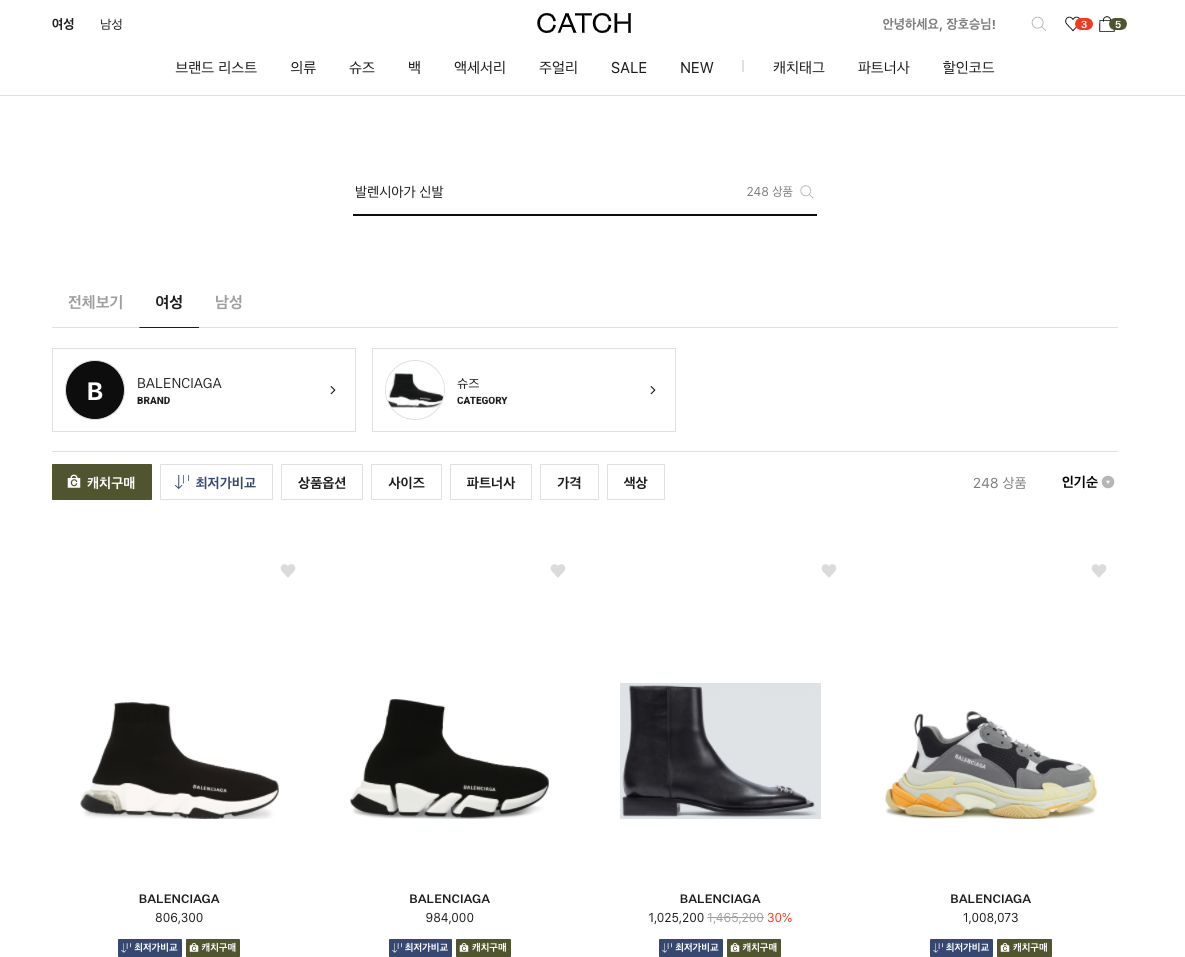 여성 남성 CATCH 안녕하세요, 장호승님! 3 5
브랜드 리스트 의류 슈즈 백 액세서리 주얼리 SALE NEW 캐치태그 파트너사 할인코드
발렌시아가 신발 248 상품
전체보기 여성 남성
B BALENCIAGA
BRAND
슈즈
CATEGORY
캐치구매 최저가비교 상품옵션 사이즈 파트너사 가격 색상 248 상품 인기순
BALENCIAGA
BALENCIAGA
BALENCIAGA
BALENCIAGA BALENCIAGA BALENCIAGA BALENCIAGA
806,300 984,000 1,025,200 1,465,200 30% 1,008,073
최저가비교 캐치구매 최저가비교 캐치구매 최저가비교 캐치구매 최저가비교 캐치구매